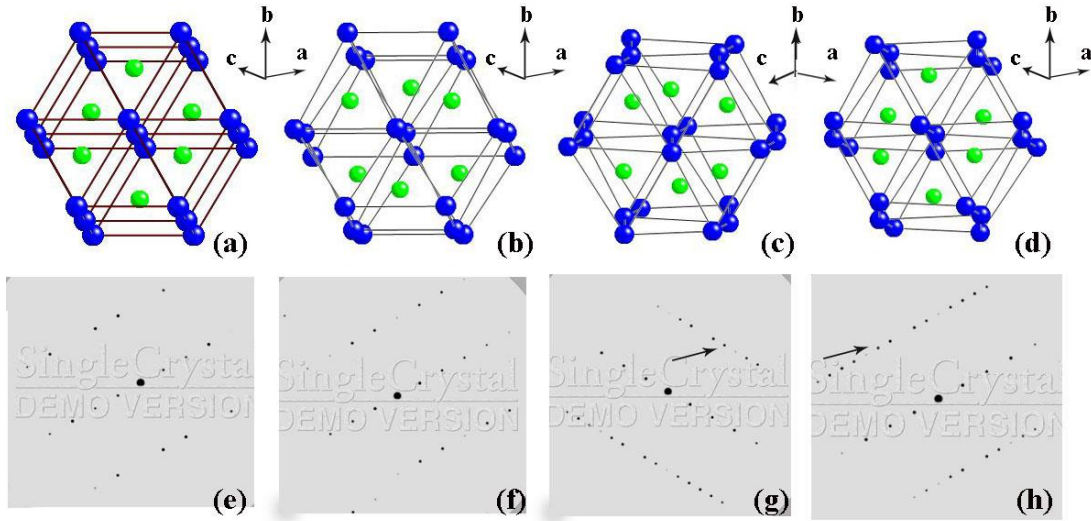 b
a
c
(a)
b
a
c
(b)
b
a
c
(c)
b
a
c
(d)
SingleCrystal
DEMO VERSION
(e)
SingleCrystal
DEMO VERSION
(f)
SingleCrystal
DEMO VERSION
(g)
SingleCrystal
DEMO VERSION
(h)